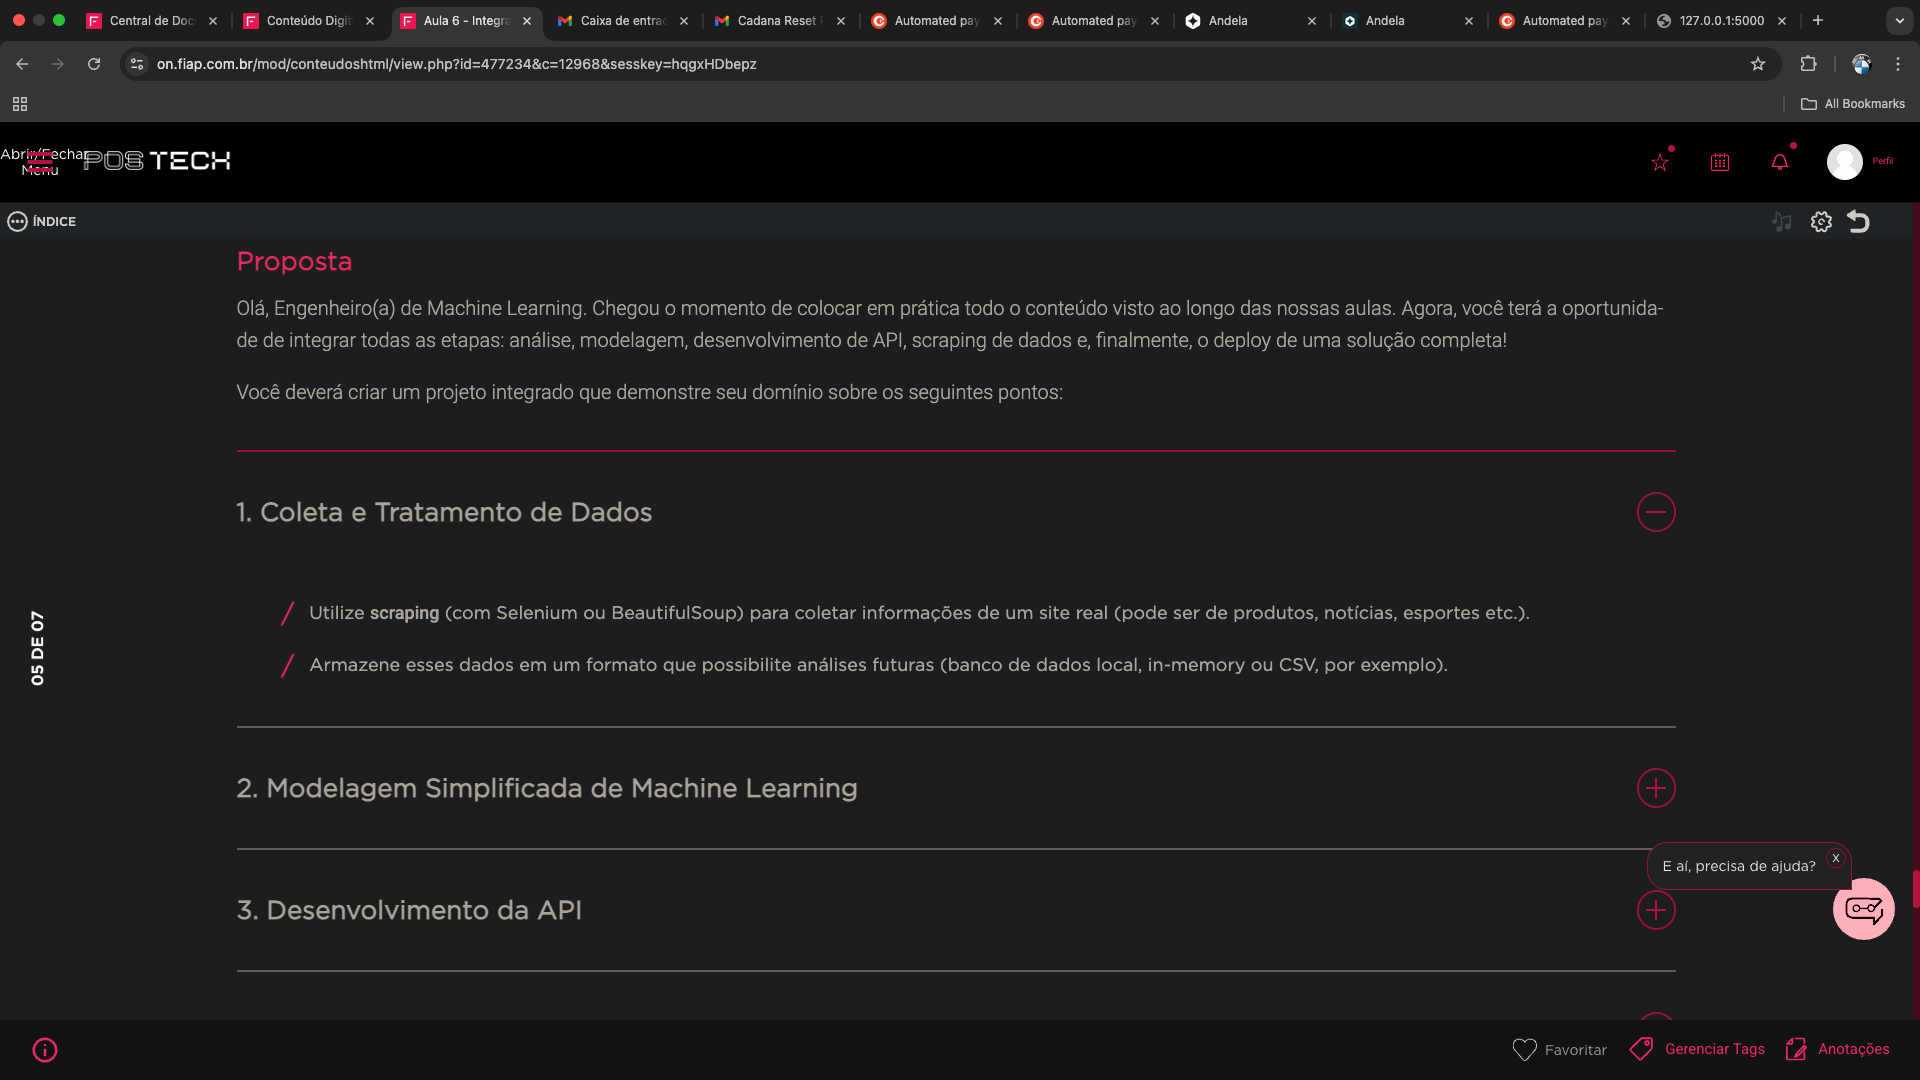 Central de Doc
Conteúdo Digit
Aula 6 - Integra
Caixa de entrad
Cadana Reset P
Automated pay
Automated pay
Andela
Andela
Automated pay
127.0.0.1:5000
on.fiap.com.br/mod/conteudoshtml/view.php?id=477234&c=12968&sesskey=hqgxHDbepz
All Bookmarks
Abrir/Fechar
Menu
POS TECH
Perfil
ÍNDICE
Proposta
Olá, Engenheiro(a) de Machine Learning. Chegou o momento de colocar em prática todo o conteúdo visto ao longo das nossas aulas. Agora, você terá a oportunida-
de de integrar todas as etapas: análise, modelagem, desenvolvimento de API, scraping de dados e, finalmente, o deploy de uma solução completa!
Você deverá criar um projeto integrado que demonstre seu domínio sobre os seguintes pontos:
1. Coleta e Tratamento de Dados
Utilize scraping (com Selenium ou BeautifulSoup) para coletar informações de um site real (pode ser de produtos, notícias, esportes etc.).
Armazene esses dados em um formato que possibilite análises futuras (banco de dados local, in-memory ou CSV, por exemplo).
05 DE 07
2. Modelagem Simplificada de Machine Learning
E aí, precisa de ajuda?
X
3. Desenvolvimento da API
Favoritar
Gerenciar Tags
Anotações